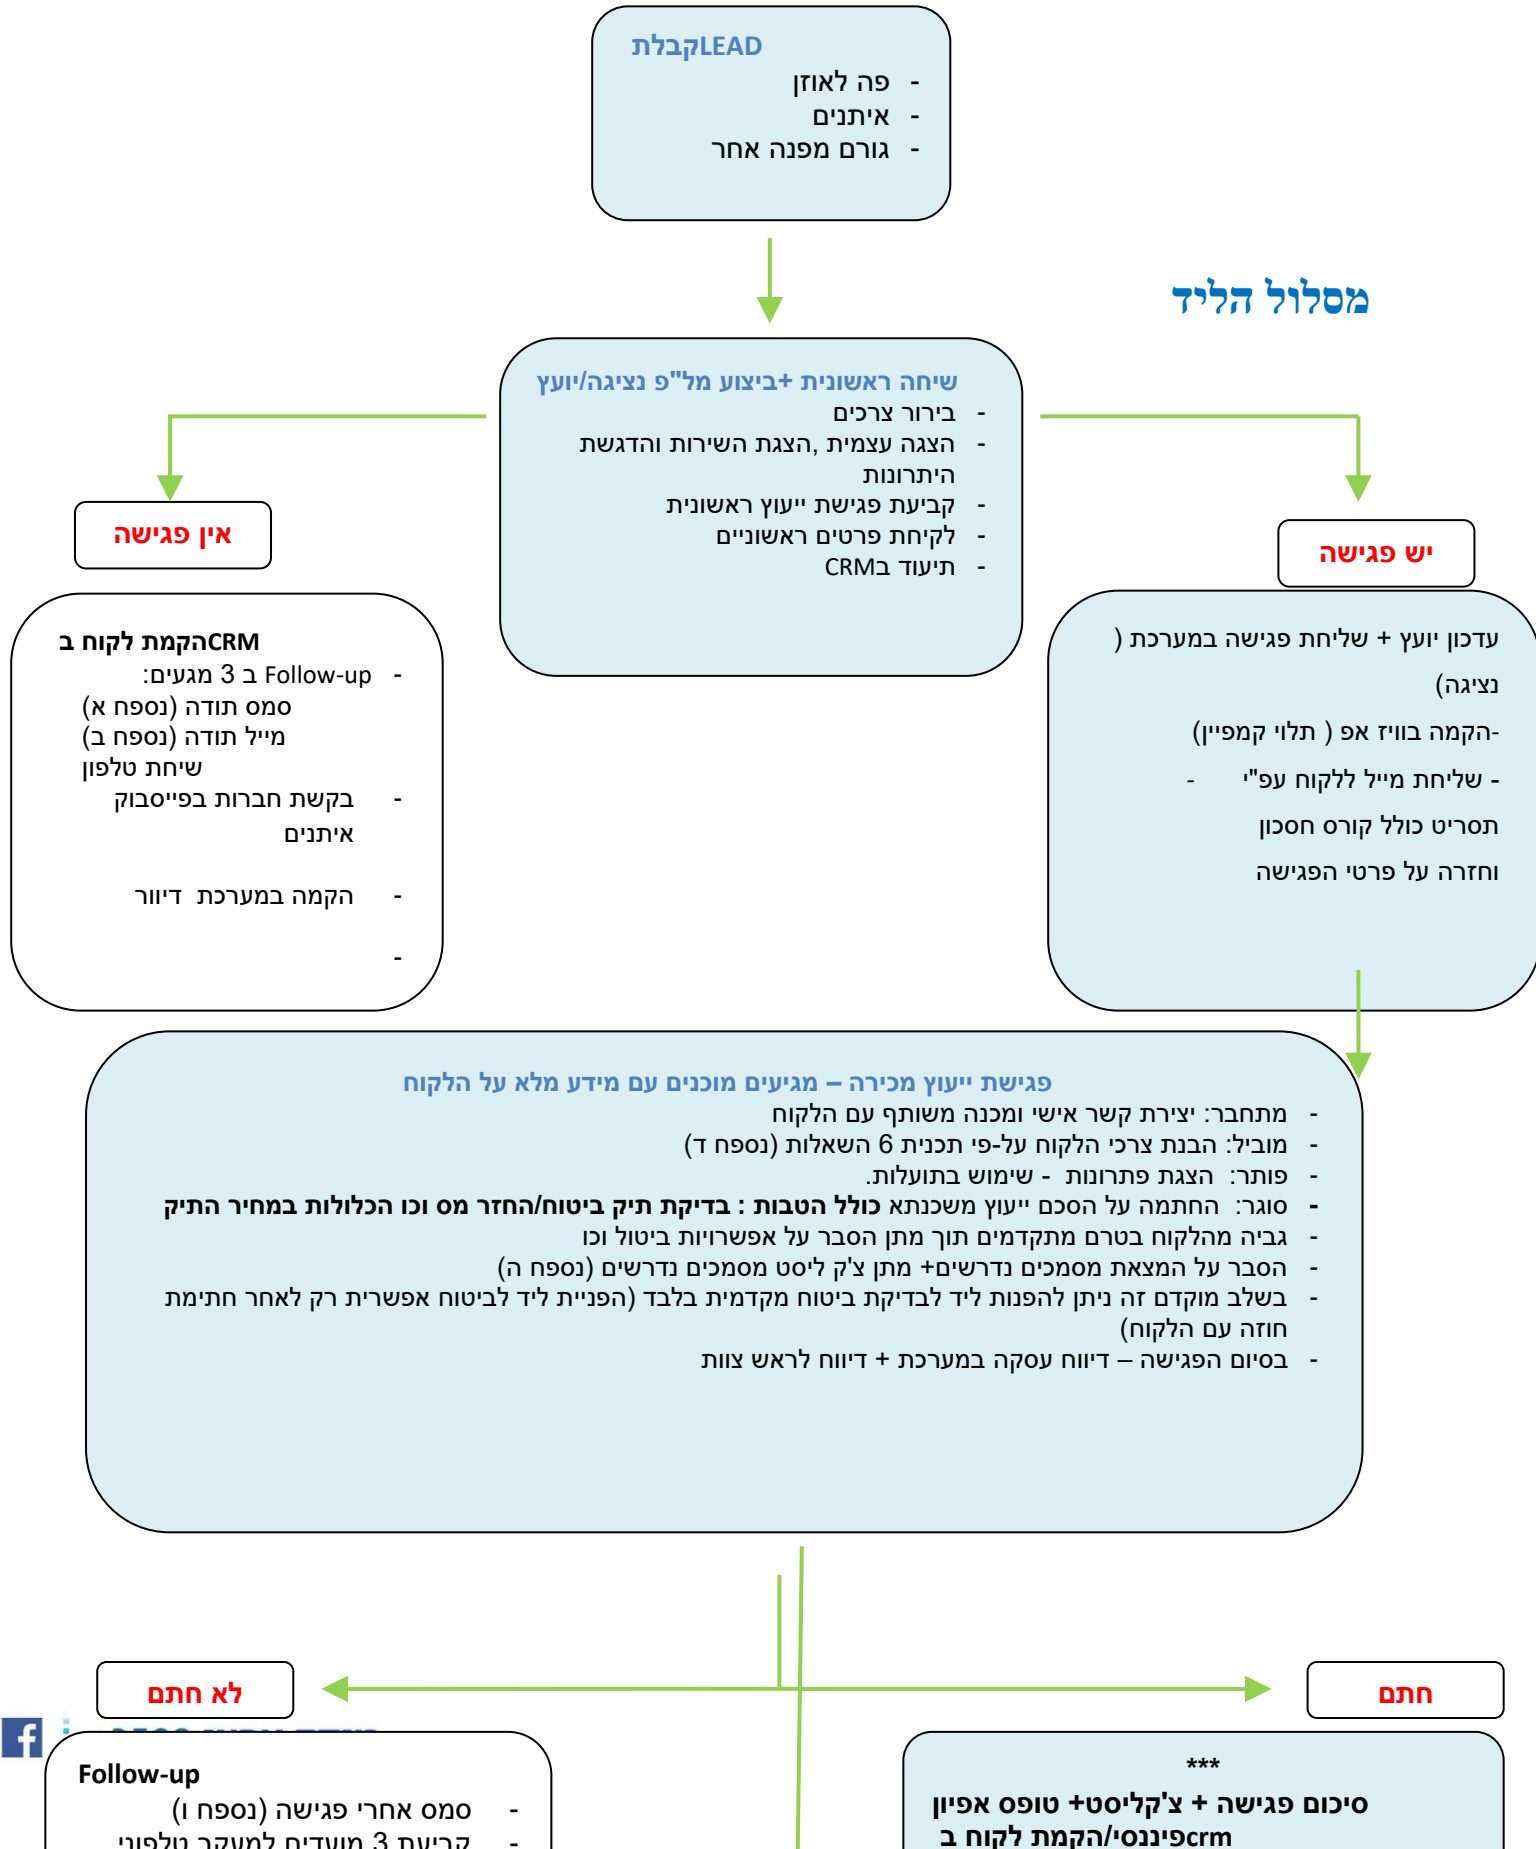 קבלת LEAD
- פה לאוזן
- איתנים
- גורם מפנה אחר
מסלול הליד
שיחה ראשונית +ביצוע מל"פ נציגה/יועץ
- בירור צרכים
- הצגה עצמית ,הצגת השירות והדגשת
היתרונות
- קביעת פגישת ייעוץ ראשונית
- לקיחת פרטים ראשוניים
- תיעוד בCRM
יש פגישה
עדכון יועץ + שליחת פגישה במערכת (
נציגה)
-הקמה בוויז אפ ( תלוי קמפיין)
- שליחת מייל ללקוח עפ"י -
תסריט כולל קורס חסכון
וחזרה על פרטי הפגישה
אין פגישה
הקמת לקוח בCRM
- Follow-up ב 3 מגעים:
סמס תודה (נספח א)
מייל תודה (נספח ב)
שיחת טלפון
- בקשת חברות בפייסבוק
איתנים
- הקמה במערכת דיוור
-
פגישת ייעוץ מכירה – מגיעים מוכנים עם מידע מלא על הלקוח
- מתחבר: יצירת קשר אישי ומכנה משותף עם הלקוח
- מוביל: הבנת צרכי הלקוח על-פי תכנית 6 השאלות (נספח ד)
- פותר: הצגת פתרונות - שימוש בתועלות.
- סוגר: החתמה על הסכם ייעוץ משכנתא כולל הטבות : בדיקת תיק ביטוח/החזר מס וכו הכלולות במחיר התיק
- גביה מהלקוח בטרם מתקדמים תוך מתן הסבר על אפשרויות ביטול וכו
- הסבר על המצאת מסמכים נדרשים+ מתן צ'ק ליסט מסמכים נדרשים (נספח ה)
- בשלב מוקדם זה ניתן להפנות ליד לבדיקת ביטוח מקדמית בלבד (הפניית ליד לביטוח אפשרית רק לאחר חתימת
חוזה עם הלקוח)
- בסיום הפגישה – דיווח עסקה במערכת + דיווח לראש צוות
חתם
***
סיכום פגישה + צ'קליסט+ טופס אפיון
פיננסי/הקמת לקוח ב crm
לא חתם
Follow-up
- סמס אחרי פגישה (נספח ו)
- קביעת 3 מועדים למעקב טלפוני